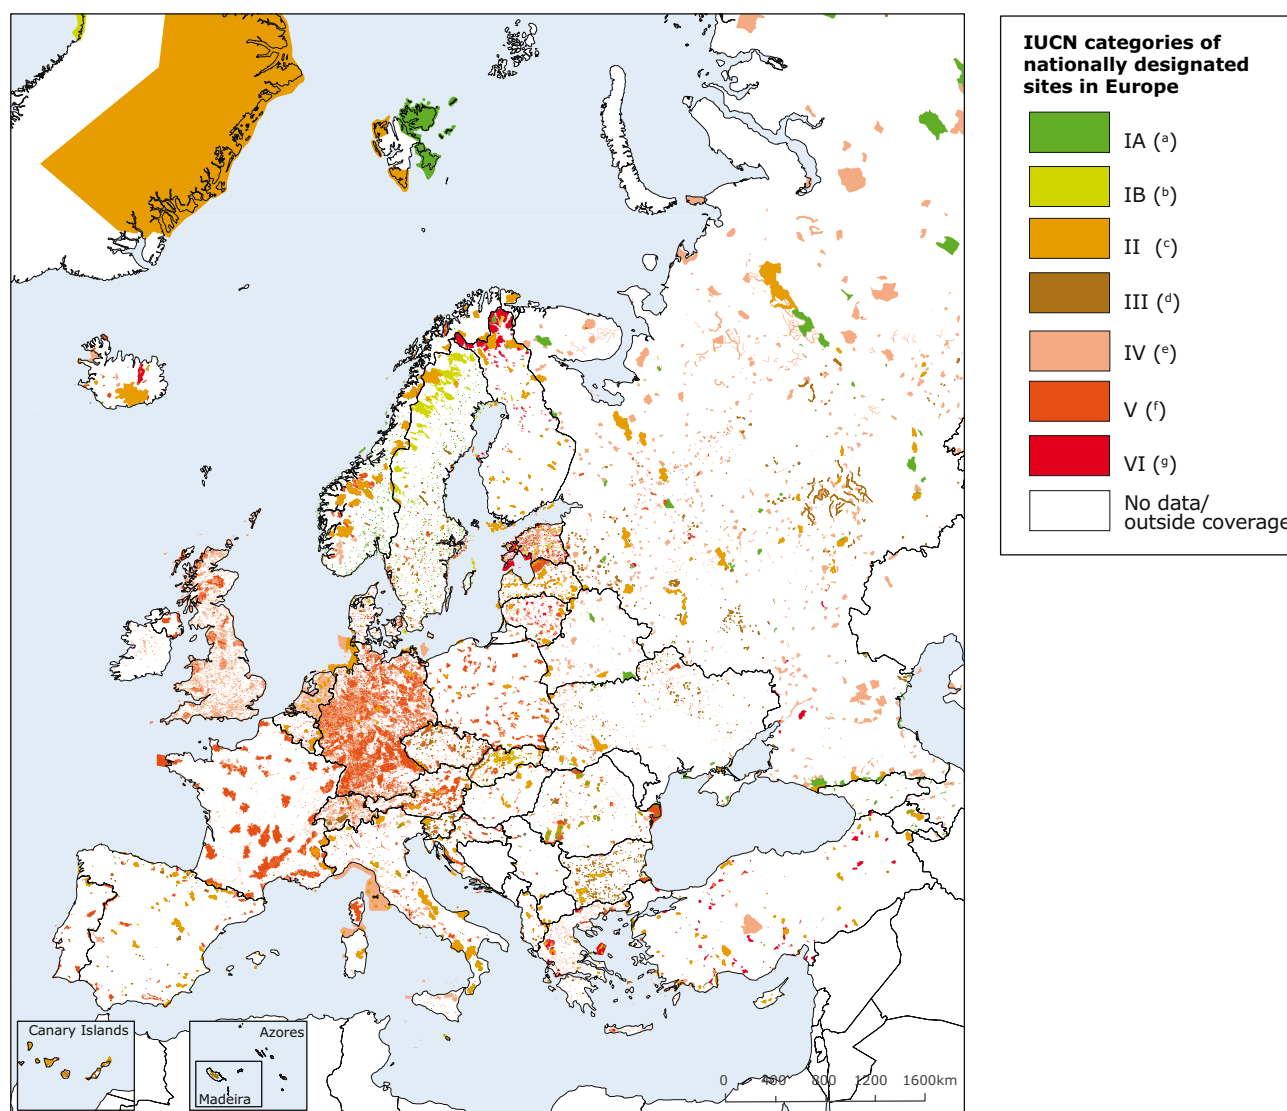 IUCN categories of
nationally designated
sites in Europe
IA (ᵃ)
IB (ᵇ)
II (ᶜ)
III (ᵈ)
IV (ᵉ)
V (ᶠ)
VI (ᵍ)
No data/
outside coverage
Canary Islands
Azores
Madeira
0 400 800 1200 1600km